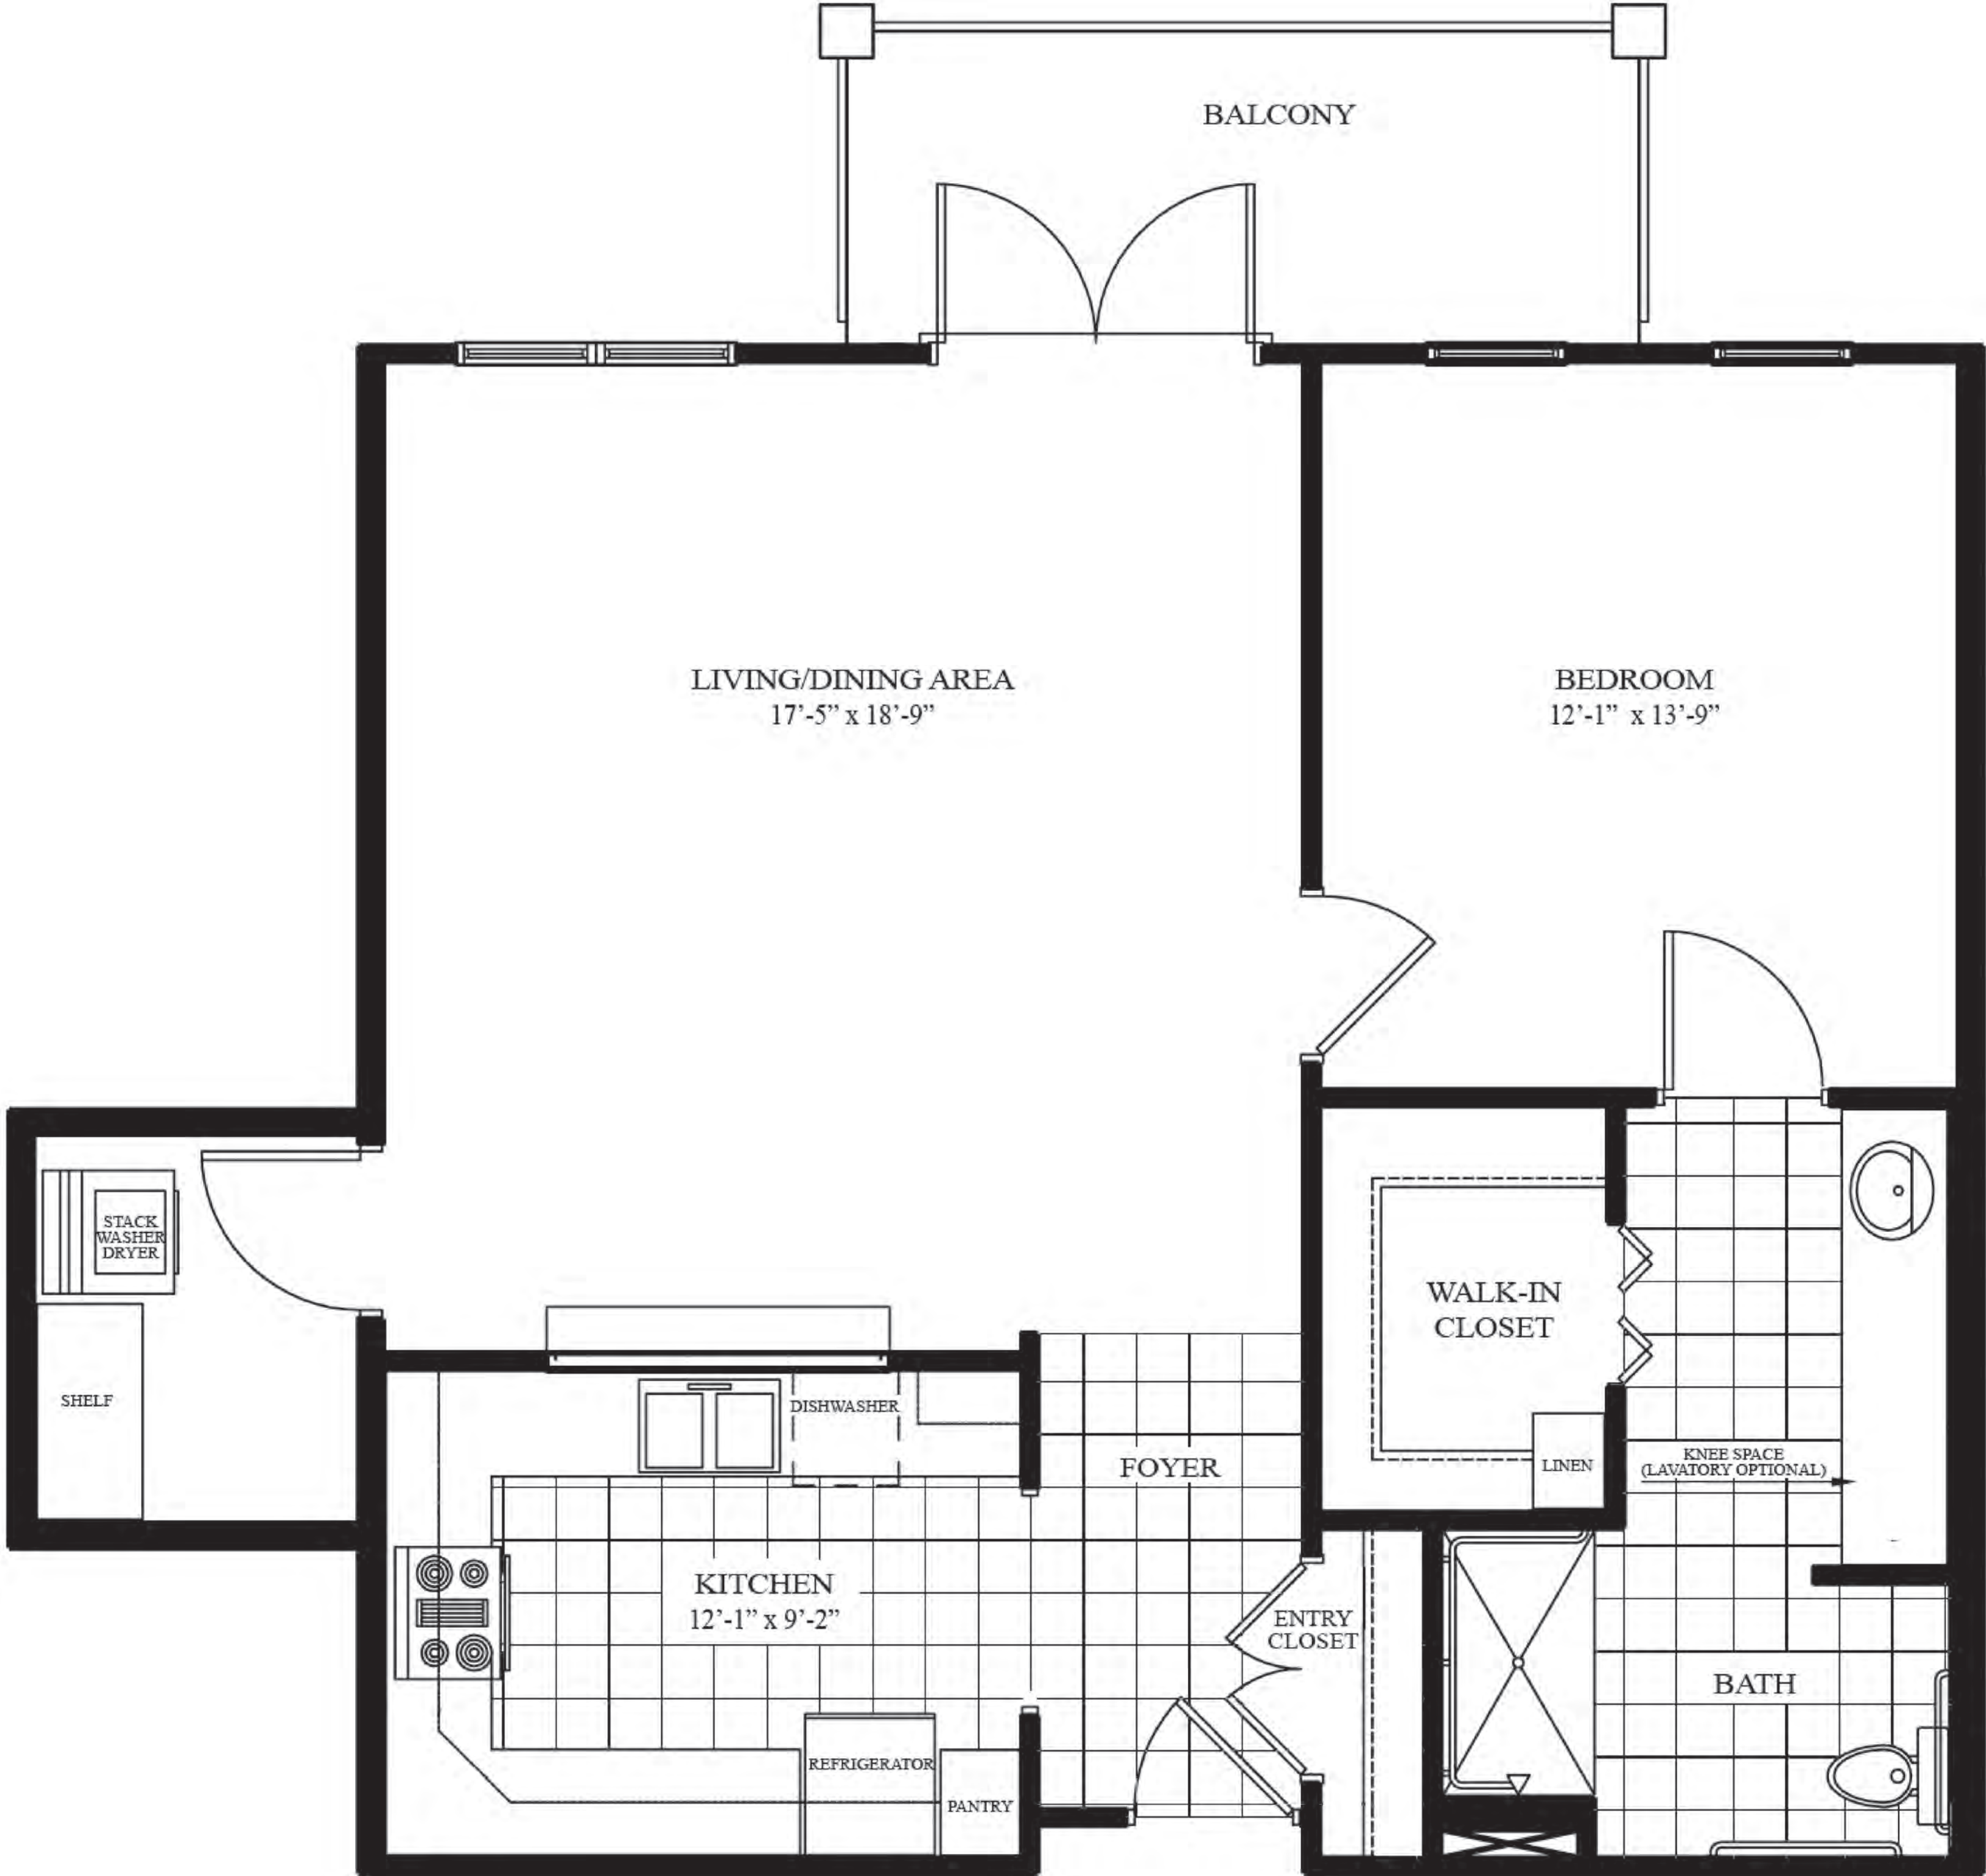 BALCONY
LIVING/DINING AREA
17’-5” x 18’-9”
BEDROOM
12’-1” x 13’-9”
STACK
WASHER
DRYER
SHELF
WALK-IN
CLOSET
LINEN
KNEE SPACE
(LAVATORY OPTIONAL)
DISHWASHER
FOYER
KITCHEN
12’-1” x 9’-2”
ENTRY
CLOSET
BATH
REFRIGERATOR
PANTRY